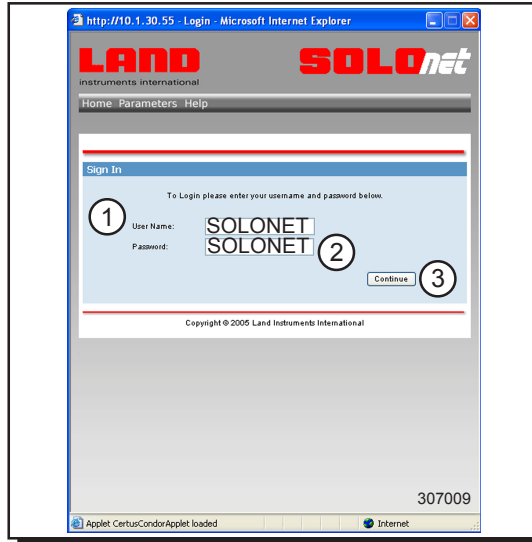 http://10.1.30.55 - Login - Microsoft Internet Explorer
LAND SOLOnet
instruments international
Home Parameters Help
Sign In
To Login please enter your username and password below.
1 User Name: SOLONET
Password: SOLONET 2
Continue 3
Copyright © 2005 Land Instruments International
307009
Applet CertusCondorApplet loaded Internet